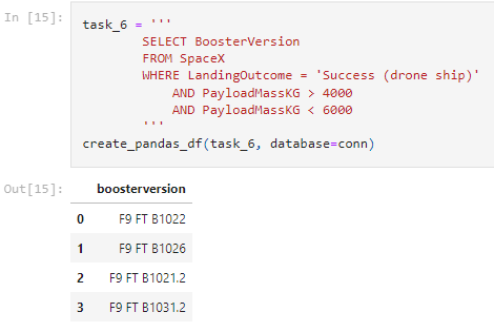 In [15]:
task_6 = '''
SELECT BoosterVersion
FROM SpaceX
WHERE LandingOutcome = 'Success (drone ship)'
AND PayloadMassKG > 4000
AND PayloadMassKG < 6000
'''
create_pandas_df(task_6, database=conn)
Out[15]:
boosterversion
0 F9 FT B1022
1 F9 FT B1026
2 F9 FT B1021.2
3 F9 FT B1031.2